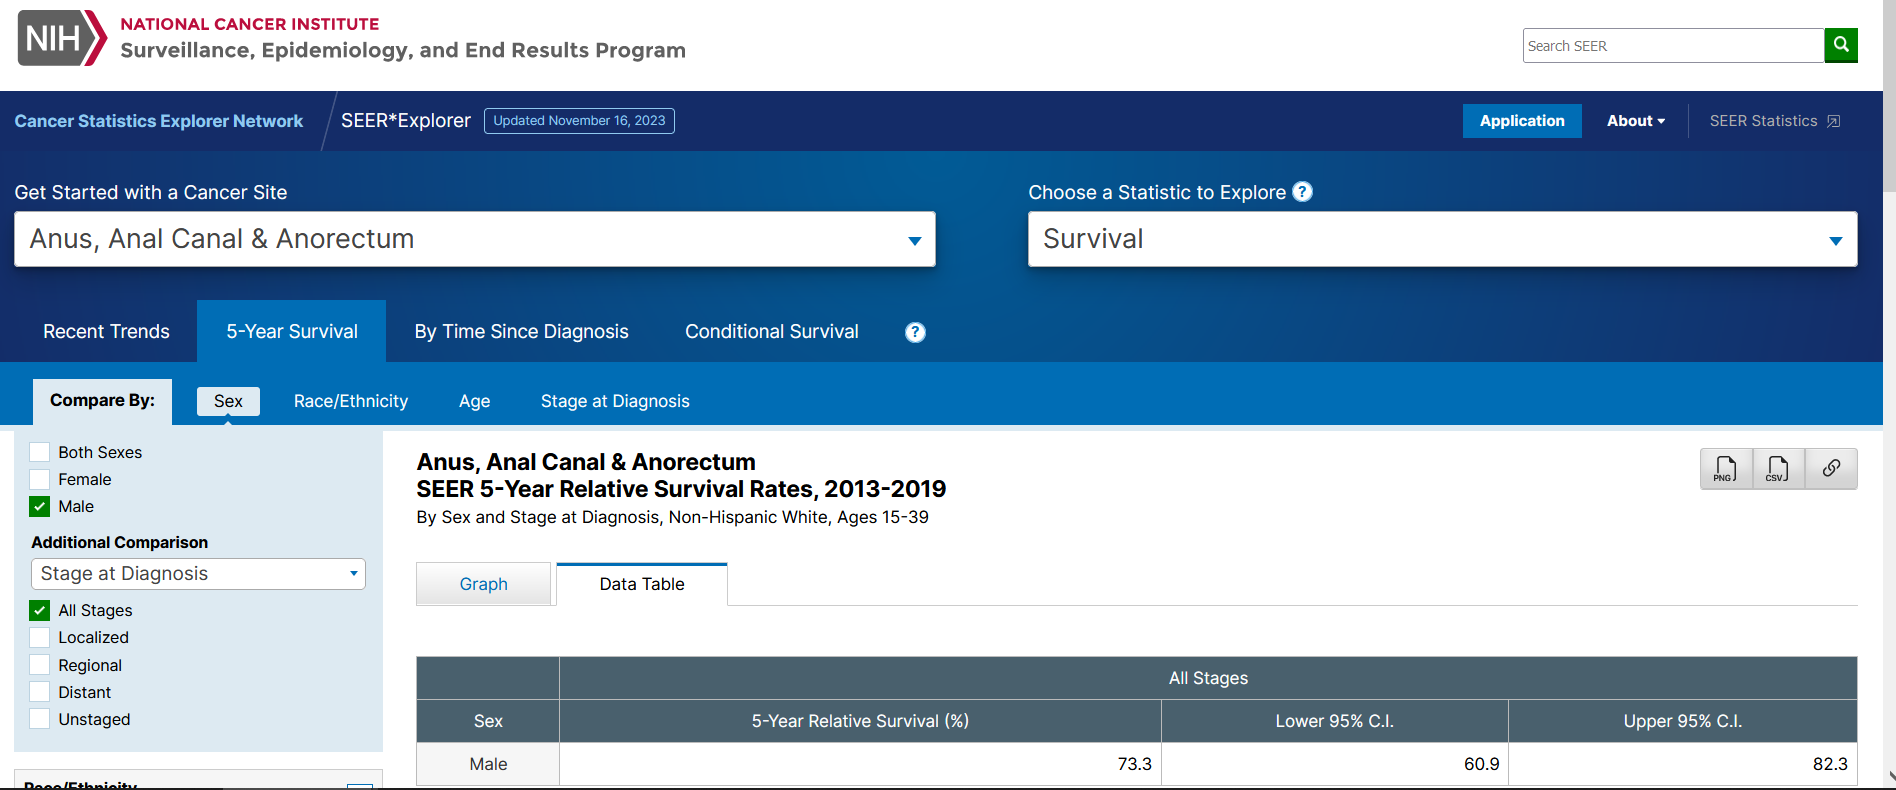 NIH
NATIONAL CANCER INSTITUTE
Surveillance, Epidemiology, and End Results Program
Search SEER
Cancer Statistics Explorer Network
SEER*Explorer
Updated November 16, 2023
Application
About
SEER Statistics
Get Started with a Cancer Site
Choose a Statistic to Explore ?
Anus, Anal Canal & Anorectum
Survival
Recent Trends
5-Year Survival
By Time Since Diagnosis
Conditional Survival
?
Compare By:
Sex
Race/Ethnicity
Age
Stage at Diagnosis
Both Sexes
Female
Male
Additional Comparison
Stage at Diagnosis
All Stages
Localized
Regional
Distant
Unstaged
Race/Ethnicity
Anus, Anal Canal & Anorectum
SEER 5-Year Relative Survival Rates, 2013-2019
By Sex and Stage at Diagnosis, Non-Hispanic White, Ages 15-39
PNG
CSV
Graph
Data Table
All Stages
Sex
5-Year Relative Survival (%)
Lower 95% C.I.
Upper 95% C.I.
Male
73.3
60.9
82.3